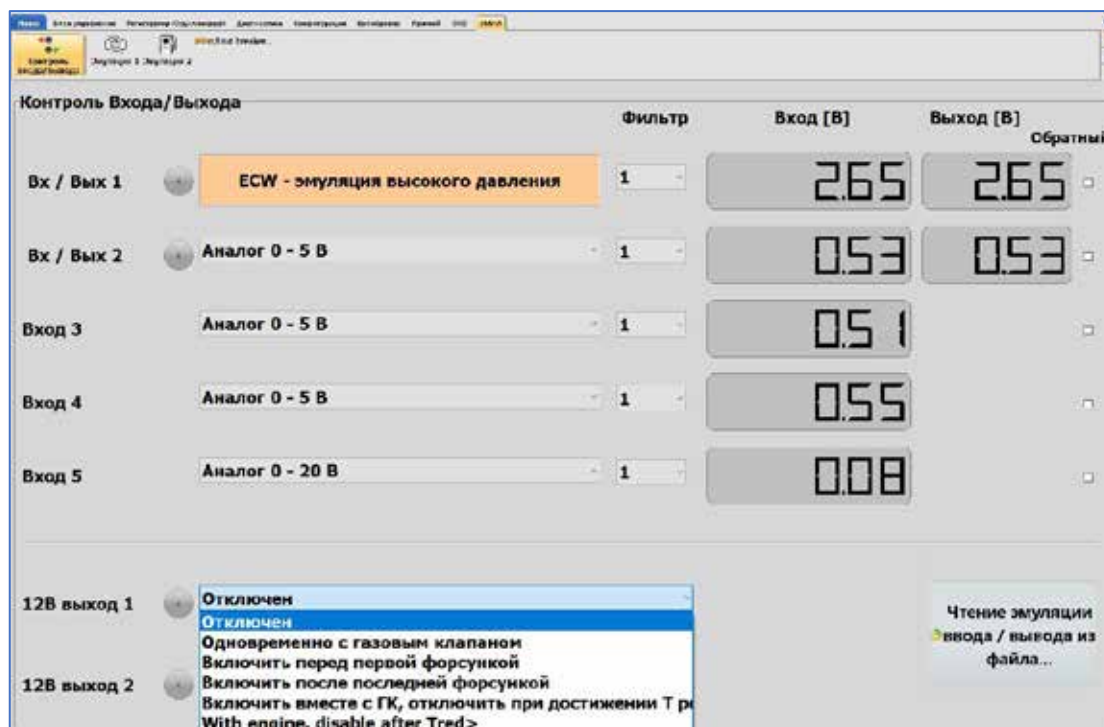 Контроль Входа/Выхода
Фильтр Вход [В] Выход [В]
Обратный
Вх / Вых 1 ECW - эмуляция высокого давления 1 2.65 2.65
Вх / Вых 2 Аналог 0 - 5 В 1 0.53 0.53
Вход 3 Аналог 0 - 5 В 1 0.51
Вход 4 Аналог 0 - 5 В 1 0.55
Вход 5 Аналог 0 - 20 В 1 0.08
12В выход 1 Отключен
Отключен
Одновременно с газовым клапаном
Включить перед первой форсункой
12В выход 2 Включить после последней форсункой
Включить вместе с ГК, отключить при достижении Т ре
With engine, disable after Tred>
Чтение эмуляции
ввода / вывода из
файла...